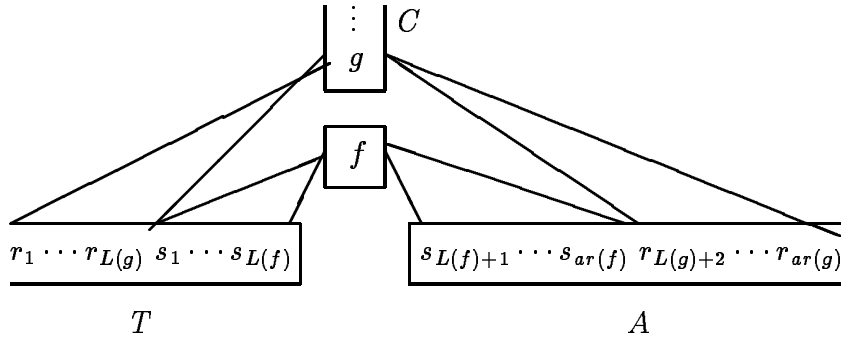 ⋮ C
g
f
r_1 ⋯ r_{L(g)} s_1 ⋯ s_{L(f)} s_{L(f)+1} ⋯ s_{ar(f)} r_{L(g)+2} ⋯ r_{ar(g)}
T A